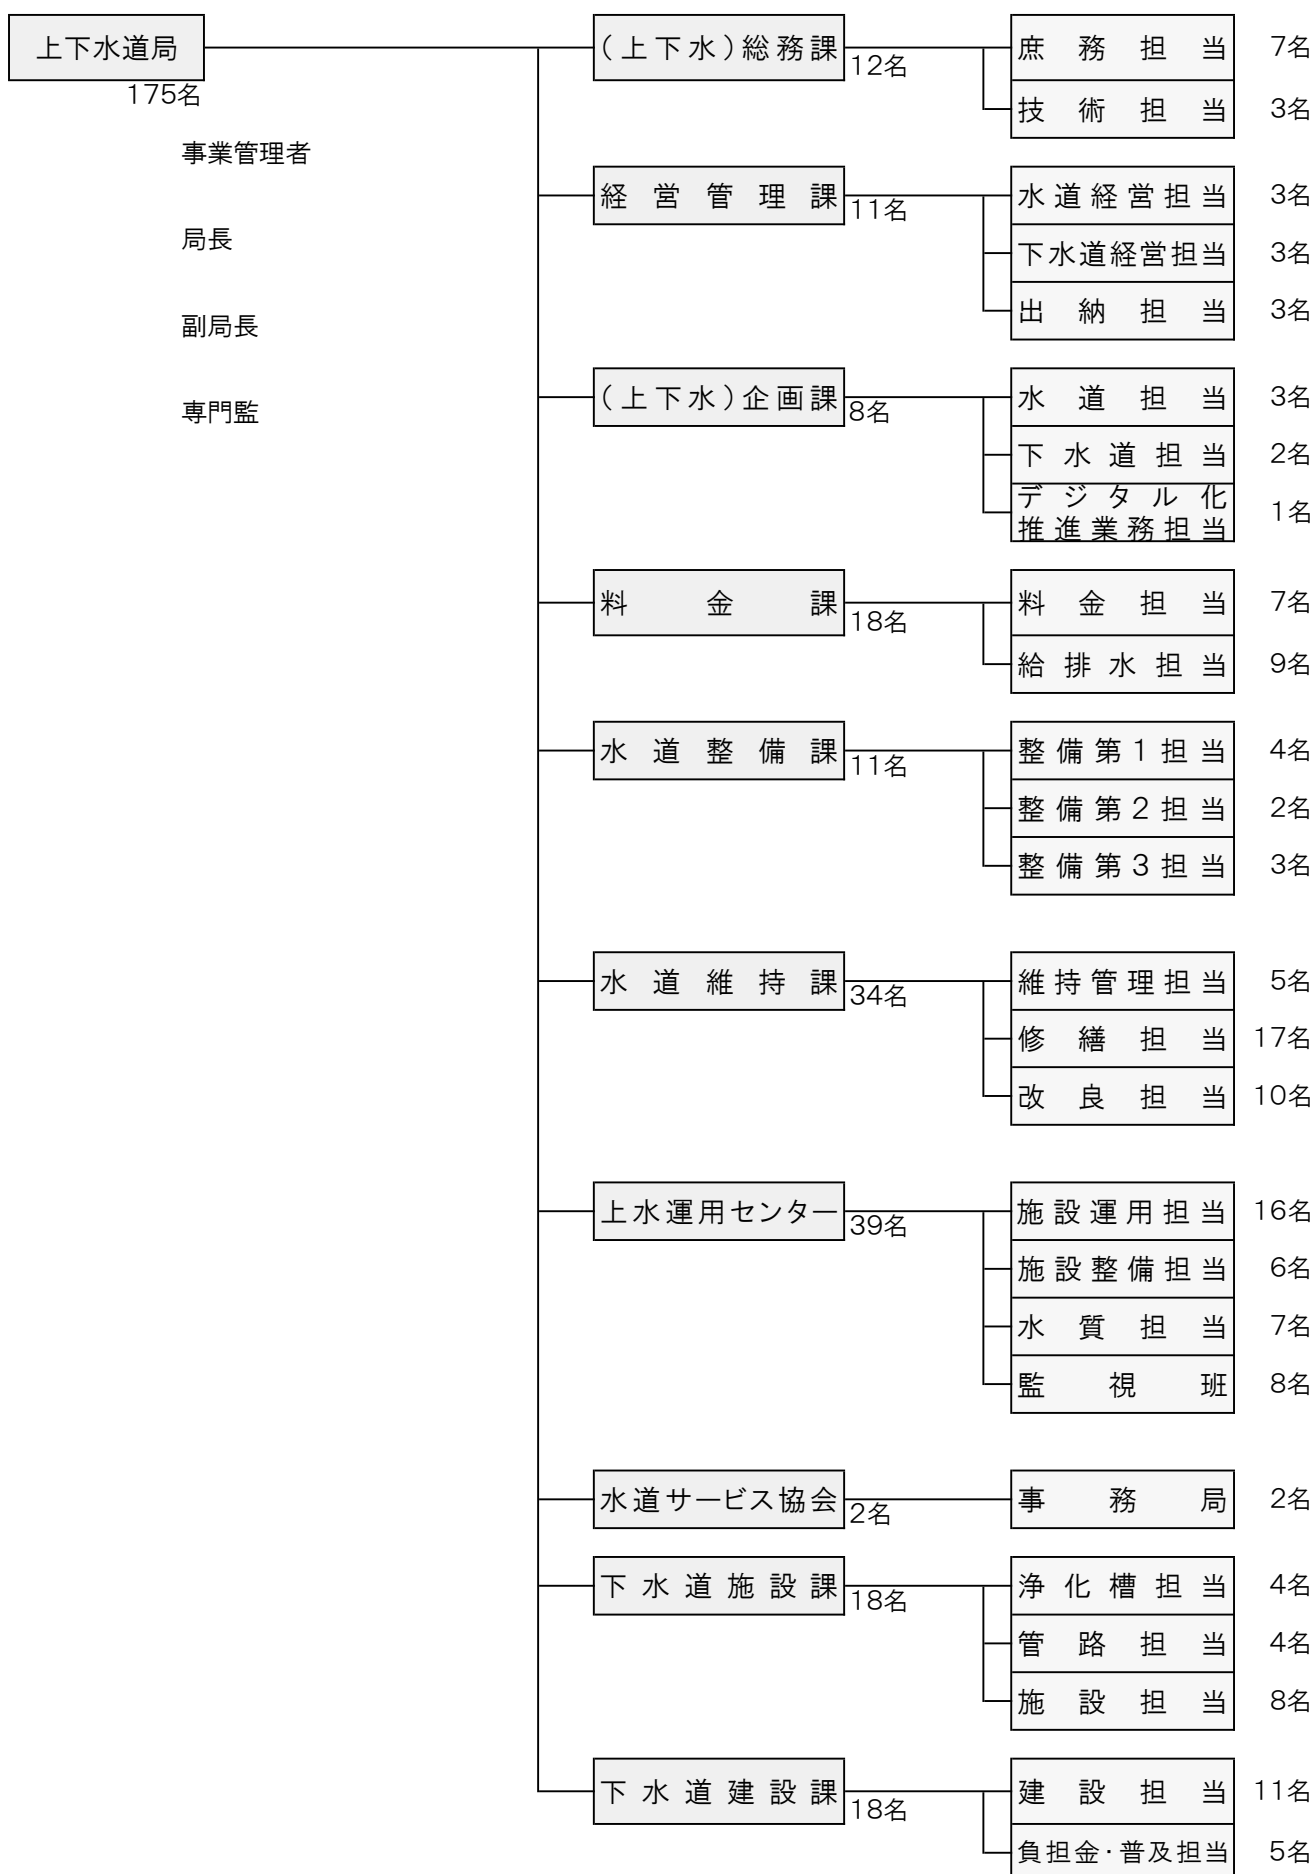 上下水道局
175名
事業管理者
局長
副局長
専門監
(上下水)総務課
12名
庶務担当 7名
技術担当 3名
経営管理課
11名
水道経営担当 3名
下水道経営担当 3名
出納担当 3名
(上下水)企画課
8名
水道担当 3名
下水道担当 2名
デジタル化
推進業務担当 1名
料金課
18名
料金担当 7名
給排水担当 9名
水道整備課
11名
整備第1担当 4名
整備第2担当 2名
整備第3担当 3名
水道維持課
34名
維持管理担当 5名
修繕担当 17名
改良担当 10名
上水運用センター
39名
施設運用担当 16名
施設整備担当 6名
水質担当 7名
監視班 8名
水道サービス協会
2名
事務局 2名
下水道施設課
18名
浄化槽担当 4名
管路担当 4名
施設担当 8名
下水道建設課
18名
建設担当 11名
負担金・普及担当 5名